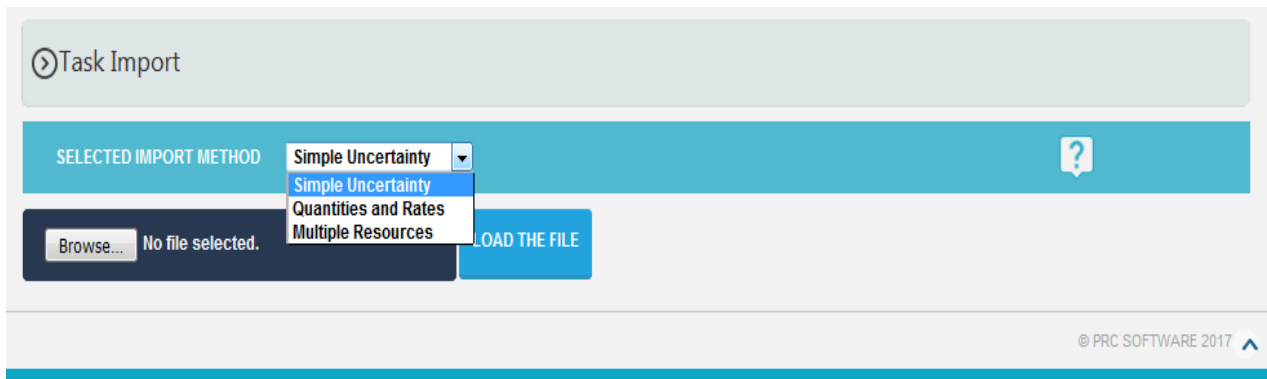 Task Import
SELECTED IMPORT METHOD Simple Uncertainty
Simple Uncertainty
Quantities and Rates
Multiple Resources
Browse... No file selected. LOAD THE FILE
© PRC SOFTWARE 2017